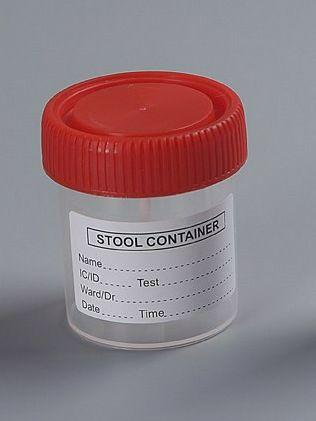 STOOL CONTAINER
Name........................
IC/ID....... Test................
Ward/Dr........................
Date........ Time................